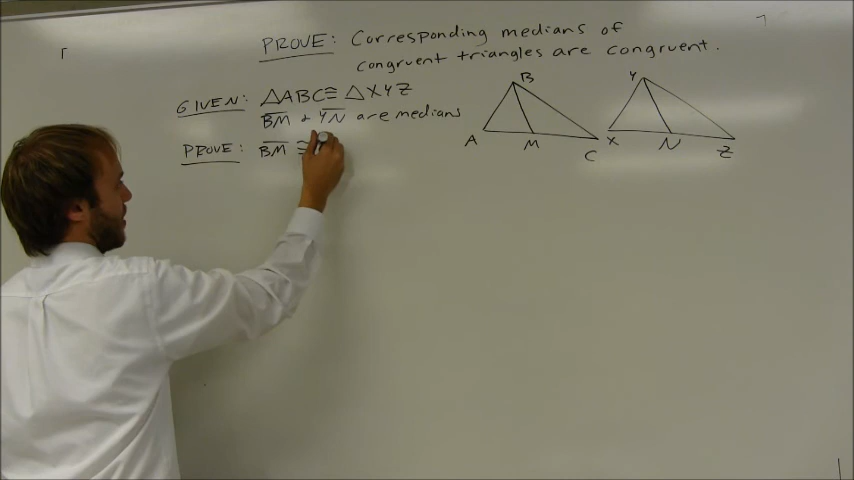 PROVE: Corresponding medians of
congruent triangles are congruent.
GIVEN: △ABC ≅ △XYZ
BM & YN are medians
PROVE: BM ≅
B
A
M
C
Y
X
N
Z